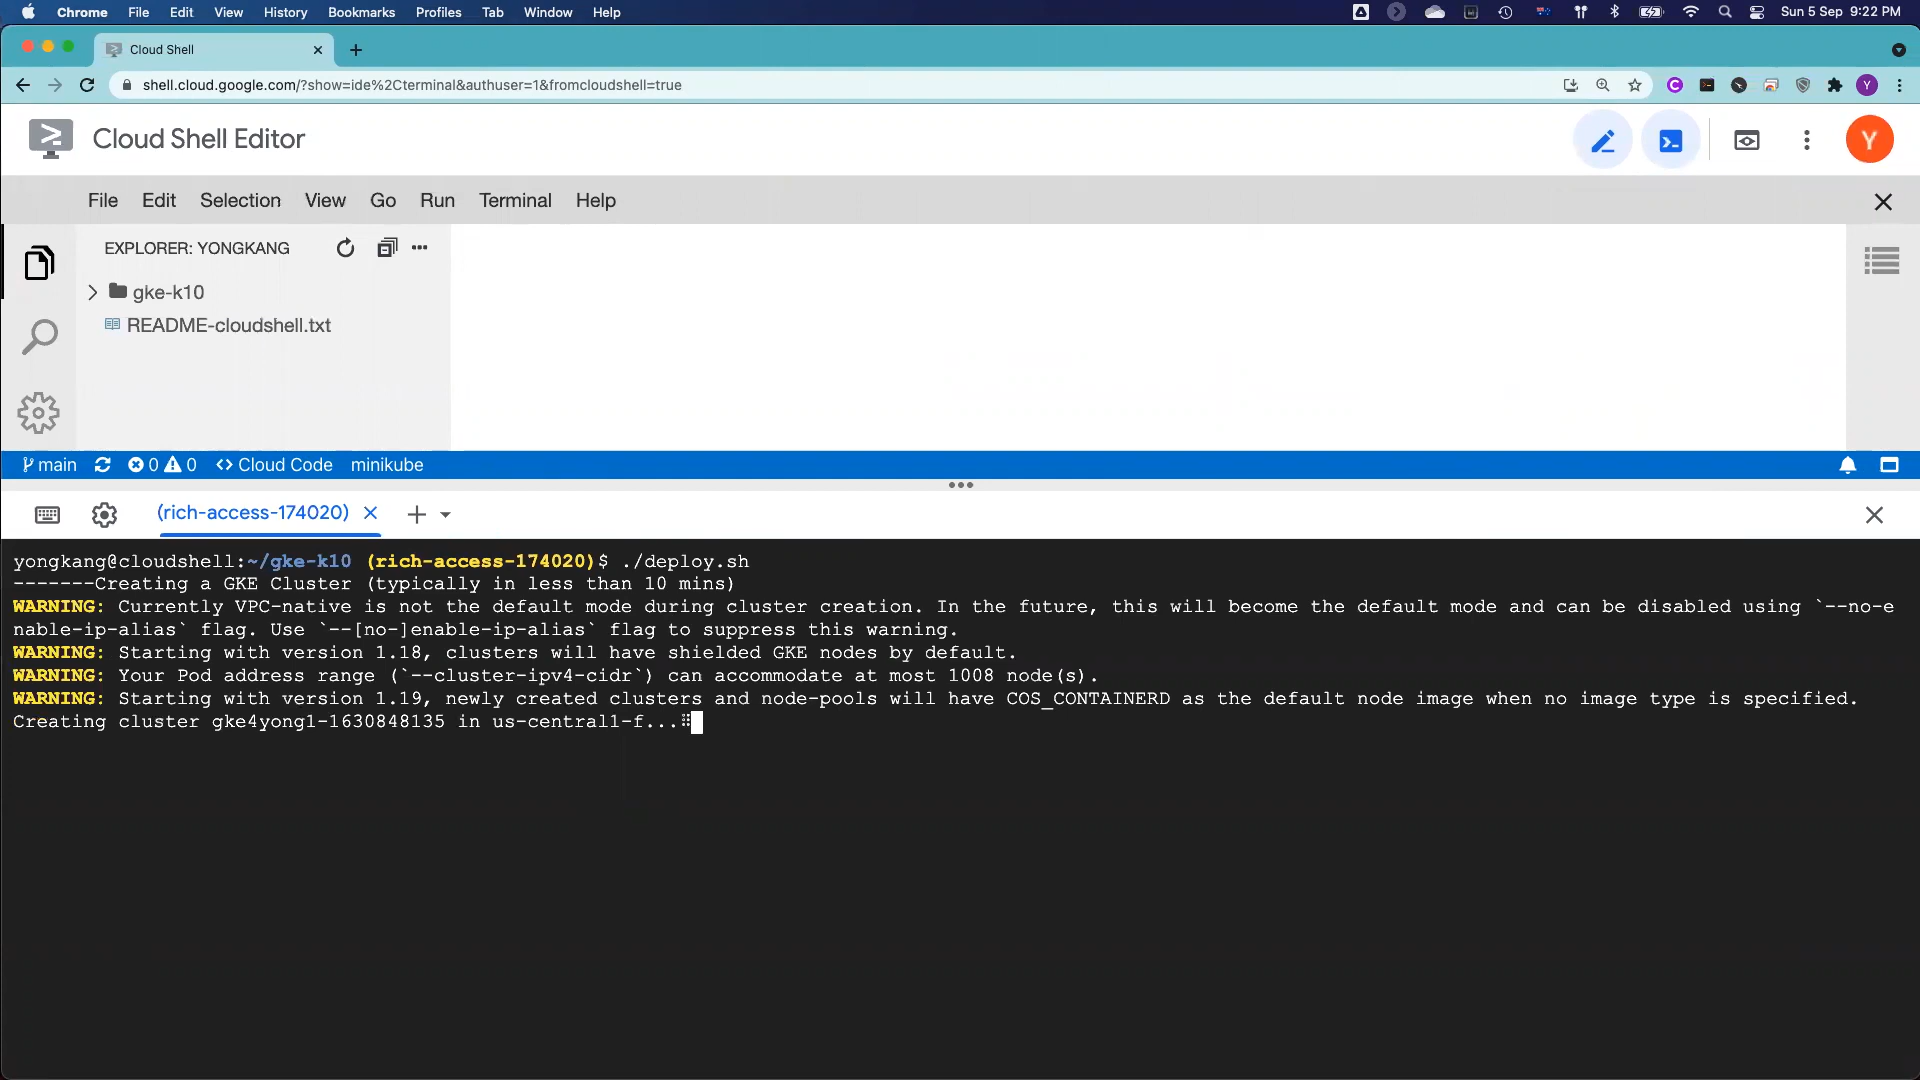 Chrome File Edit View History Bookmarks Profiles Tab Window Help Sun 5 Sep 9:22 PM
Cloud Shell
shell.cloud.google.com/?show=ide%2Cterminal&authuser=1&fromcloudshell=true
Y
Cloud Shell Editor
Y
File Edit Selection View Go Run Terminal Help
EXPLORER: YONGKANG
gke-k10
README-cloudshell.txt
main 0 0 Cloud Code minikube
(rich-access-174020)
yongkang@cloudshell:~/gke-k10 (rich-access-174020)$ ./deploy.sh
-------Creating a GKE Cluster (typically in less than 10 mins)
WARNING: Currently VPC-native is not the default mode during cluster creation. In the future, this will become the default mode and can be disabled using `--no-e
nable-ip-alias` flag. Use `--[no-]enable-ip-alias` flag to suppress this warning.
WARNING: Starting with version 1.18, clusters will have shielded GKE nodes by default.
WARNING: Your Pod address range (`--cluster-ipv4-cidr`) can accommodate at most 1008 node(s).
WARNING: Starting with version 1.19, newly created clusters and node-pools will have COS_CONTAINERD as the default node image when no image type is specified.
Creating cluster gke4yong1-1630848135 in us-central1-f...